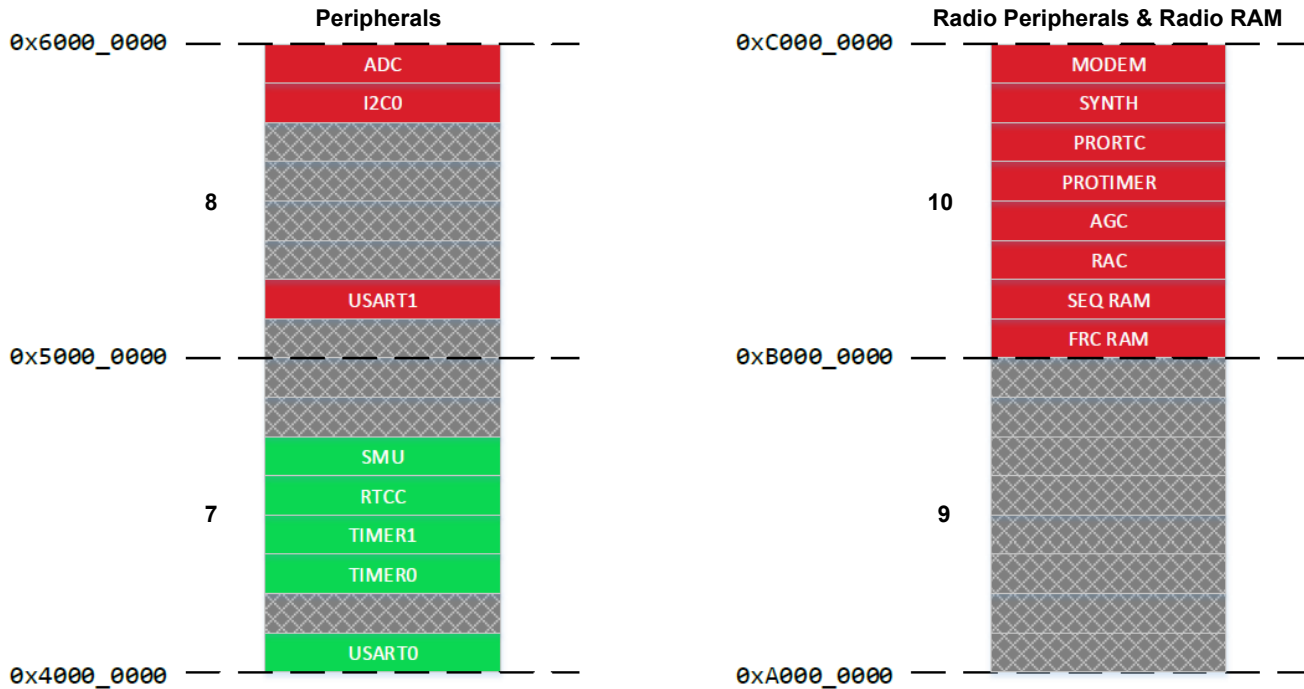 Peripherals
0x6000_0000
ADC
I2C0
8
USART1
0x5000_0000
SMU
RTCC
7
TIMER1
TIMER0
USART0
0x4000_0000
Radio Peripherals & Radio RAM
0xC000_0000
MODEM
SYNTH
PRORTC
PROTIMER
10
AGC
RAC
SEQ RAM
FRC RAM
0xB000_0000
9
0xA000_0000